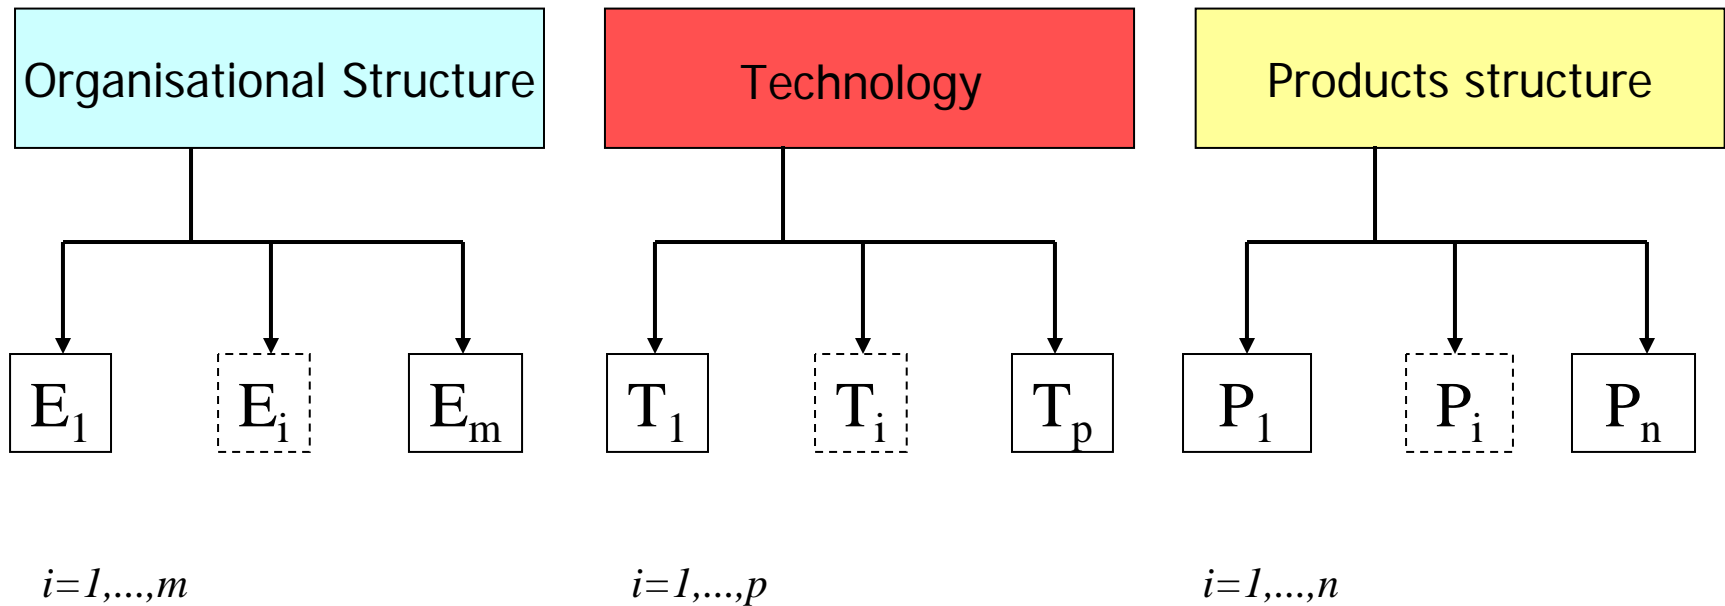 Organisational Structure
Technology
Products structure
E1
Ei
Em
T1
Ti
Tp
P1
Pi
Pn
i=1,...,m
i=1,...,p
i=1,...,n